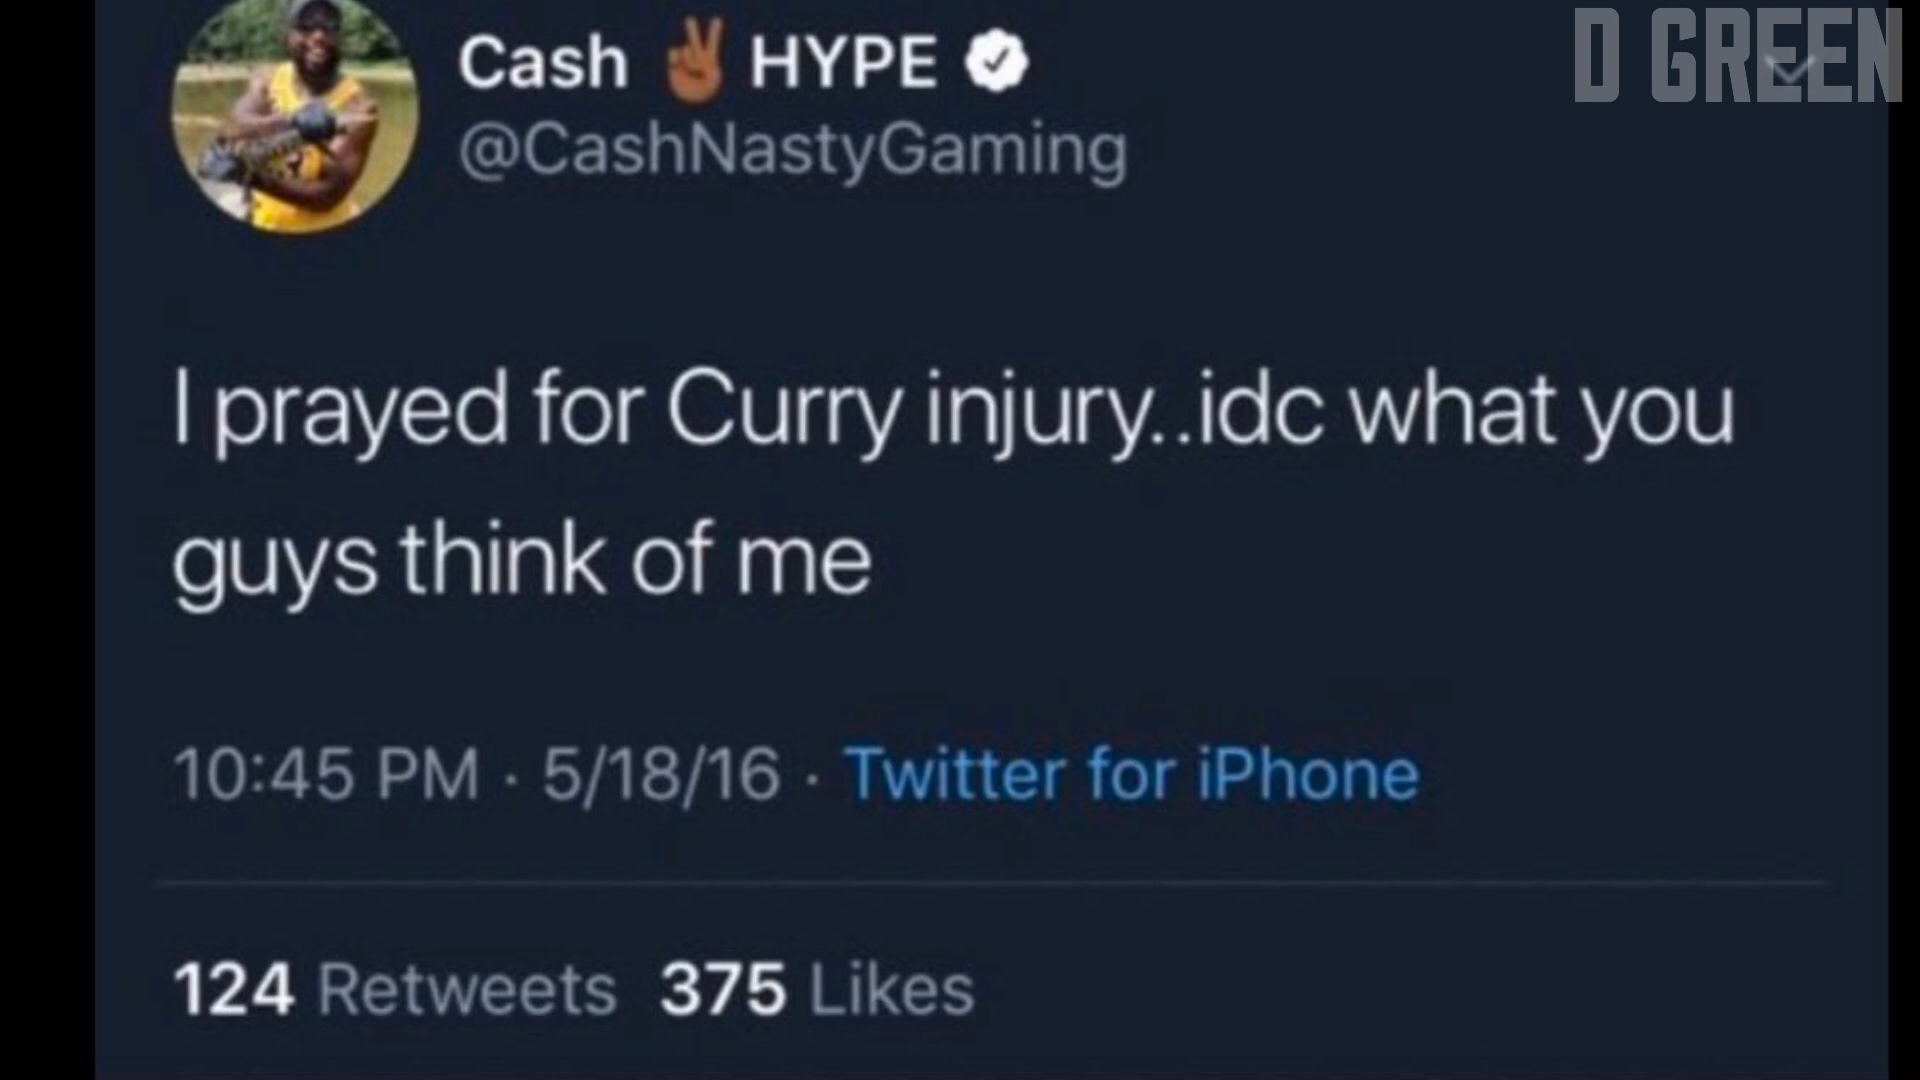 D GREEN
Cash ✌🏾 HYPE
@CashNastyGaming
I prayed for Curry injury..idc what you
guys think of me
10:45 PM · 5/18/16 · Twitter for iPhone
124 Retweets 375 Likes